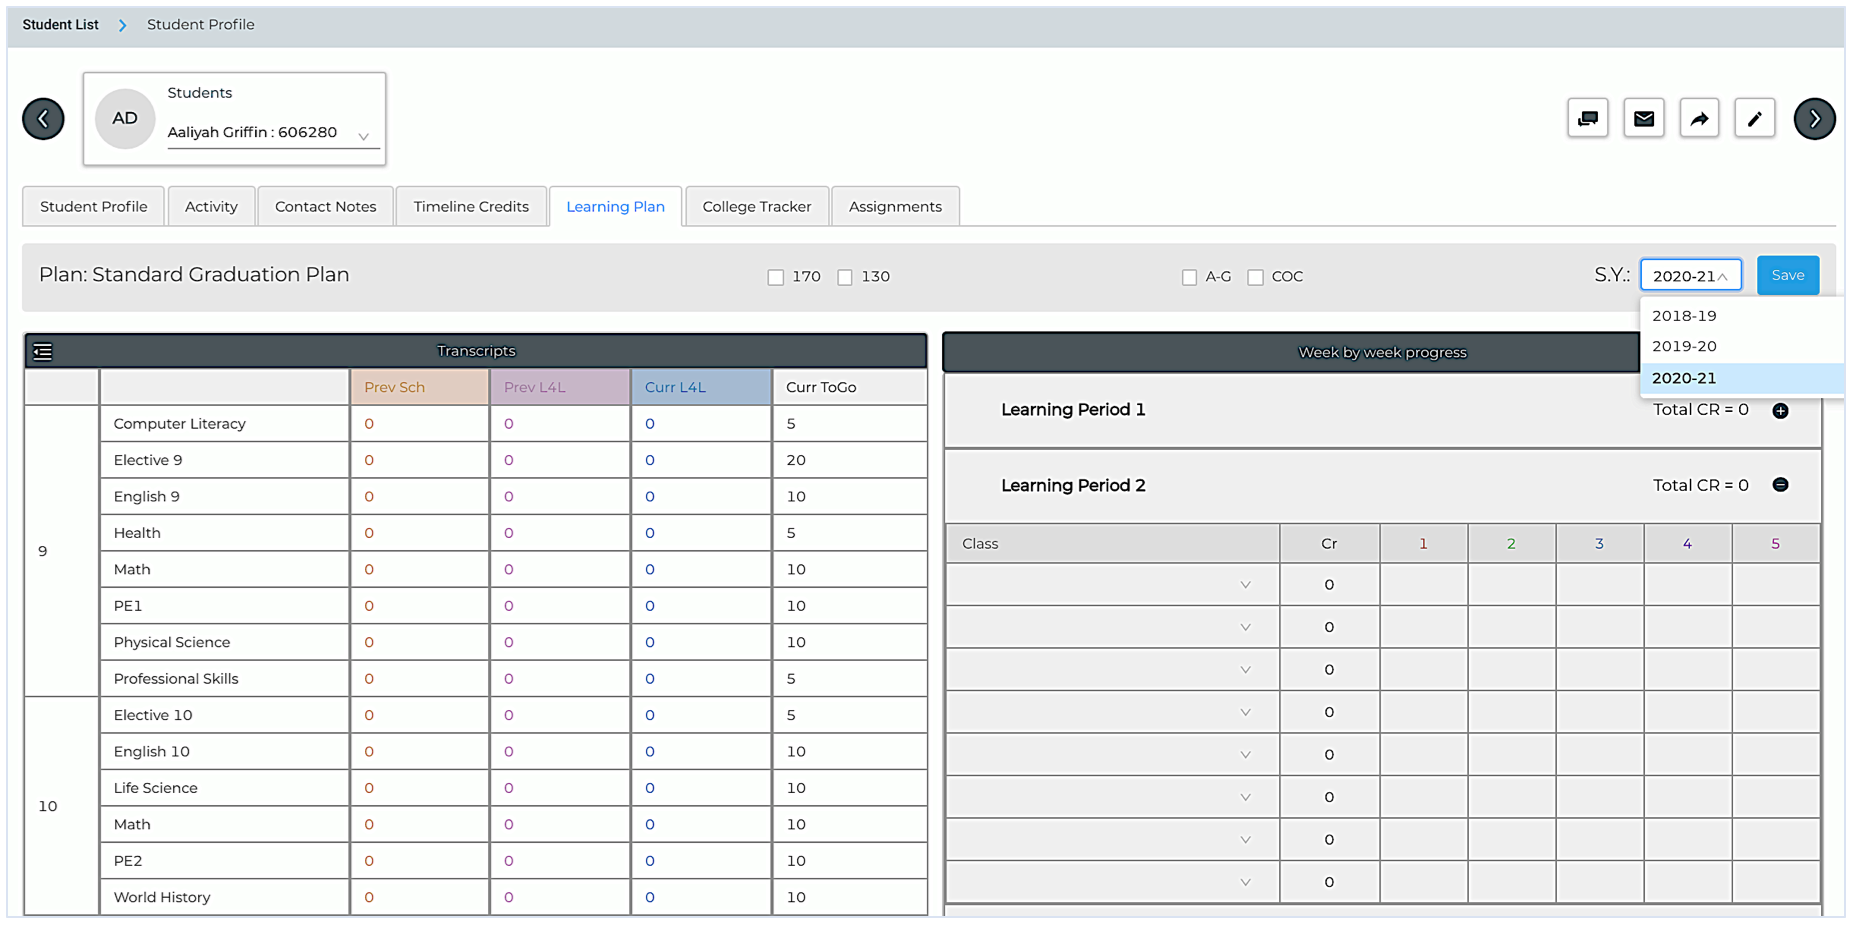 Student List > Student Profile
AD
Students
Aaliyah Griffin : 606280
Student Profile Activity Contact Notes Timeline Credits Learning Plan College Tracker Assignments
Plan: Standard Graduation Plan 170 130 A-G COC S.Y.: 2020-21 Save
2018-19
2019-20
2020-21
Transcripts
Prev Sch Prev L4L Curr L4L Curr ToGo
9
Computer Literacy 0 0 0 5
Elective 9 0 0 0 20
English 9 0 0 0 10
Health 0 0 0 5
Math 0 0 0 10
PE1 0 0 0 10
Physical Science 0 0 0 10
Professional Skills 0 0 0 5
10
Elective 10 0 0 0 5
English 10 0 0 0 10
Life Science 0 0 0 10
Math 0 0 0 10
PE2 0 0 0 10
World History 0 0 0 10
Week by week progress
Learning Period 1 Total CR = 0
Learning Period 2 Total CR = 0
Class Cr 1 2 3 4 5
0
0
0
0
0
0
0
0